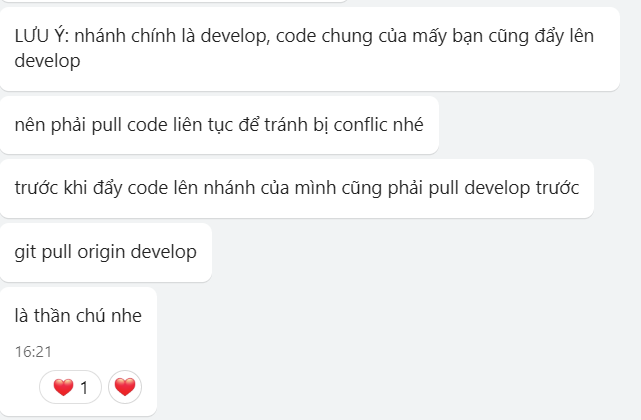 LƯU Ý: nhánh chính là develop, code chung của mấy bạn cũng đẩy lên
develop
nên phải pull code liên tục để tránh bị conflic nhé
trước khi đẩy code lên nhánh của mình cũng phải pull develop trước
git pull origin develop
là thần chú nhe
16:21
1